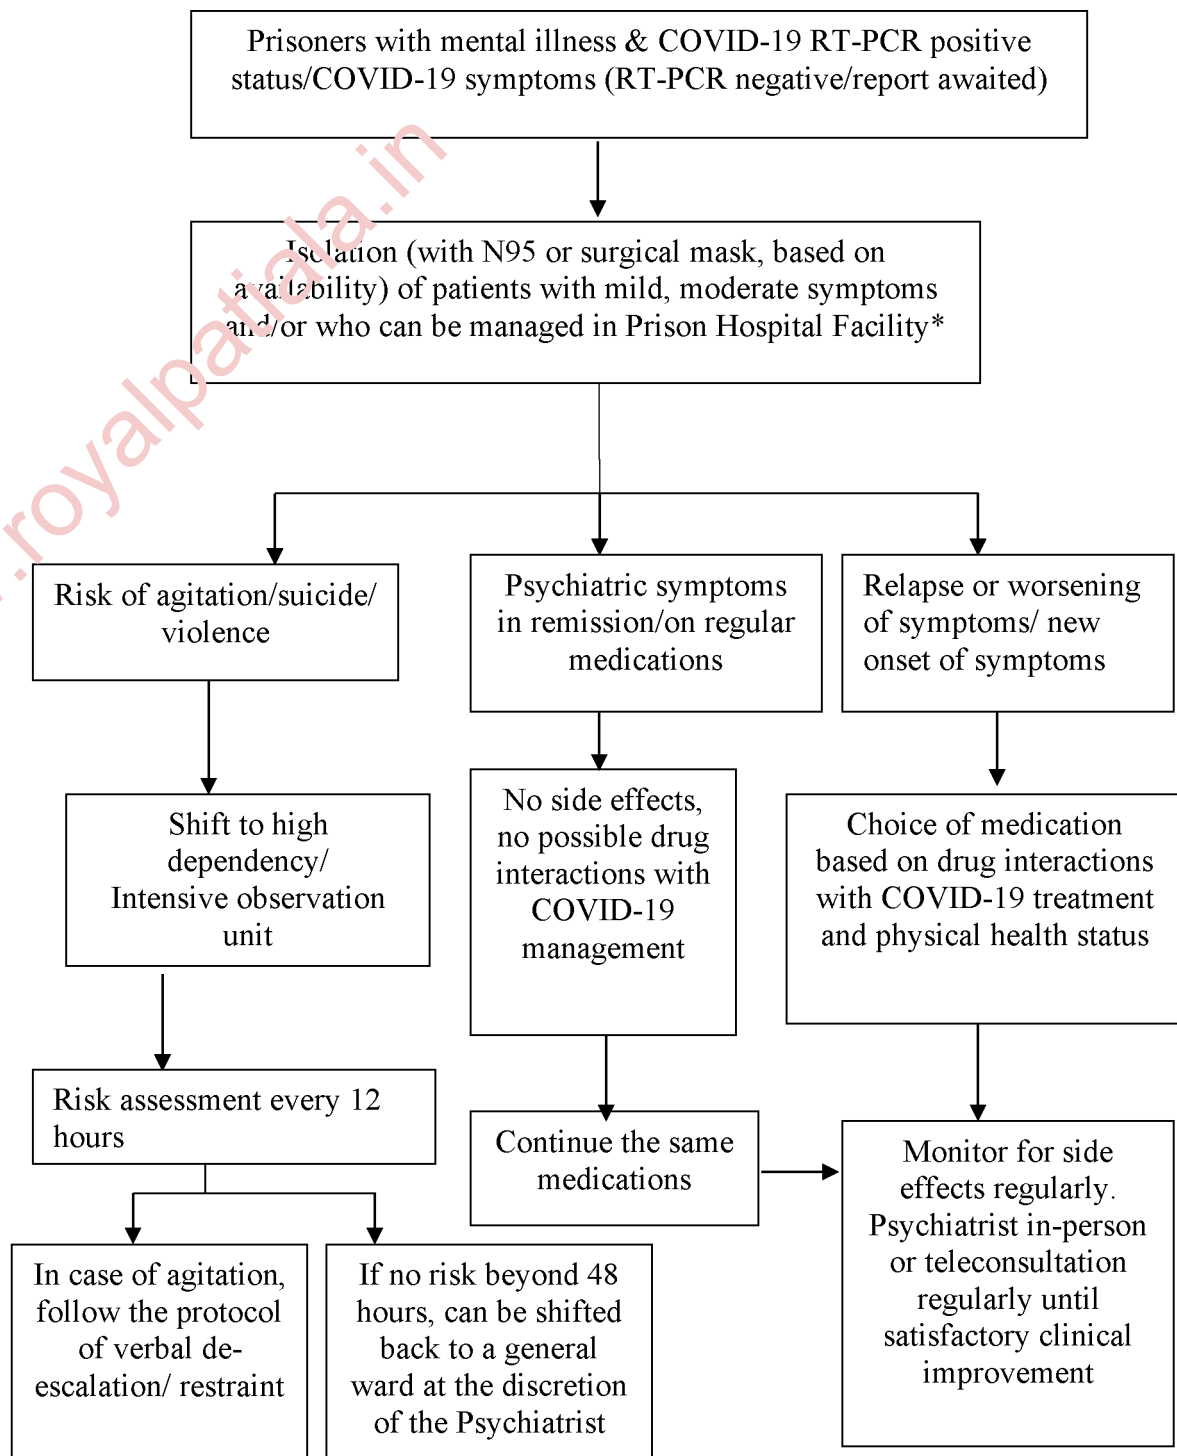 Prisoners with mental illness & COVID-19 RT-PCR positive
status/COVID-19 symptoms (RT-PCR negative/report awaited)
Isolation (with N95 or surgical mask, based on
availability) of patients with mild, moderate symptoms
and/or who can be managed in Prison Hospital Facility*
Risk of agitation/suicide/
violence
Psychiatric symptoms
in remission/on regular
medications
Relapse or worsening
of symptoms/ new
onset of symptoms
Shift to high
dependency/
Intensive observation
unit
No side effects,
no possible drug
interactions with
COVID-19
management
Choice of medication
based on drug interactions
with COVID-19 treatment
and physical health status
Risk assessment every 12
hours
Continue the same
medications
Monitor for side
effects regularly.
Psychiatrist in-person
or teleconsultation
regularly until
satisfactory clinical
improvement
In case of agitation,
follow the protocol
of verbal de-
escalation/ restraint
If no risk beyond 48
hours, can be shifted
back to a general
ward at the discretion
of the Psychiatrist
.royalpatiala.in